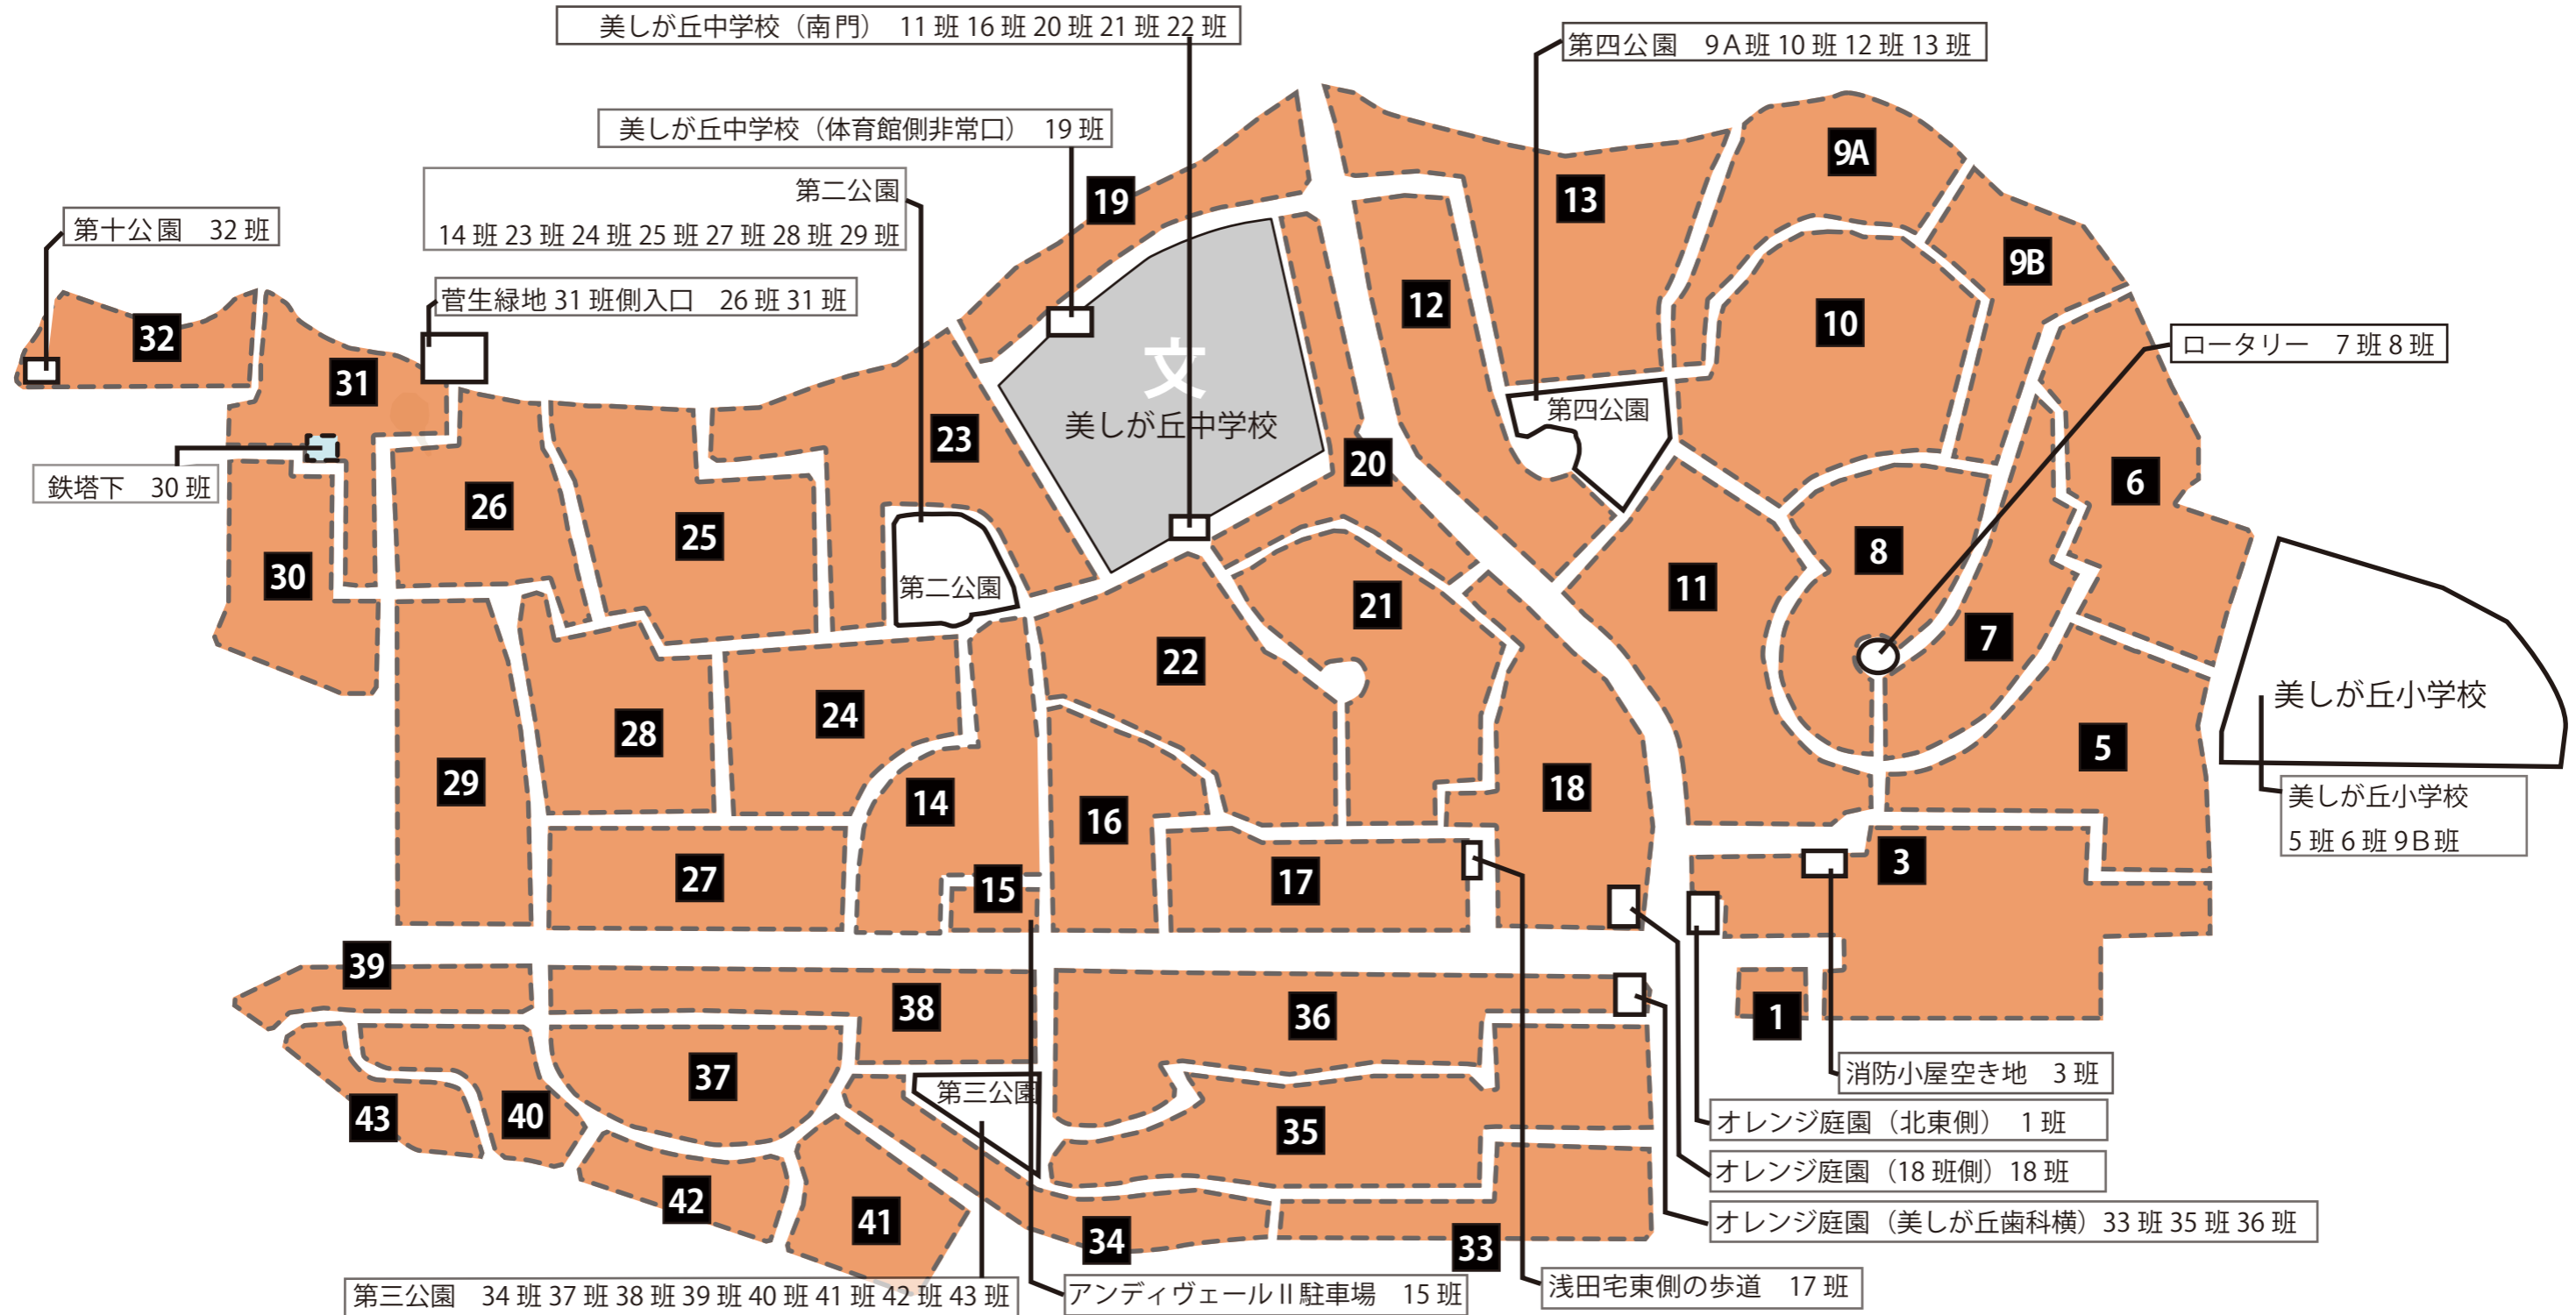 美しが丘中学校（南門） 11 班 16 班 20 班 21 班 22 班
第四公園 9A班 10 班 12 班 13 班
美しが丘中学校（体育館側非常口） 19 班
第二公園
14 班 23 班 24 班 25 班 27 班 28 班 29 班
第十公園 32 班
菅生緑地 31 班側入口 26 班 31 班
ロータリー 7 班 8 班
鉄塔下 30 班
9A
19
13
9B
12
10
32
31
文
美しが丘中学校
第四公園
23
20
6
26
25
8
30
第二公園
11
21
7
22
美しが丘小学校
24
28
5
29
18
14
16
美しが丘小学校
5 班 6 班 9B 班
3
27
15
17
39
38
36
1
消防小屋空き地 3 班
37
第三公園
43
40
35
オレンジ庭園（北東側） 1 班
オレンジ庭園（18 班側）18 班
42
41
34
33
オレンジ庭園（美しが丘歯科横）33 班 35 班 36 班
第三公園 34 班 37 班 38 班 39 班 40 班 41 班 42 班 43 班
アンディヴェールⅡ駐車場 15 班
浅田宅東側の歩道 17 班